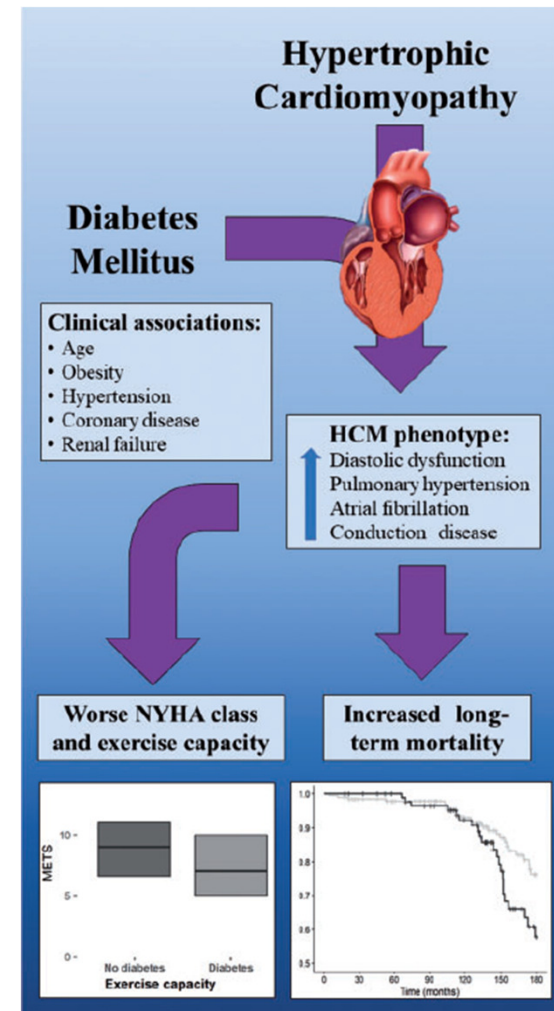 Hypertrophic
Cardiomyopathy
Diabetes
Mellitus
Clinical associations:
• Age
• Obesity
• Hypertension
• Coronary disease
• Renal failure
HCM phenotype:
Diastolic dysfunction
Pulmonary hypertension
Atrial fibrillation
Conduction disease
Worse NYHA class
and exercise capacity
Increased long-
term mortality
METS
10
5
0
No diabetes
Diabetes
Exercise capacity
1.0
0.9
0.8
0.7
0.6
0.5
0
30
60
90
120
150
180
Time (months)